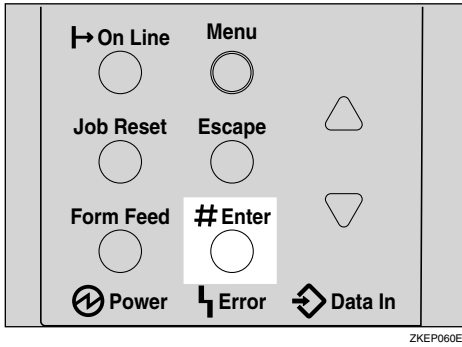 On Line Menu
Job Reset Escape
Form Feed # Enter
Power Error Data In
ZKEP060E